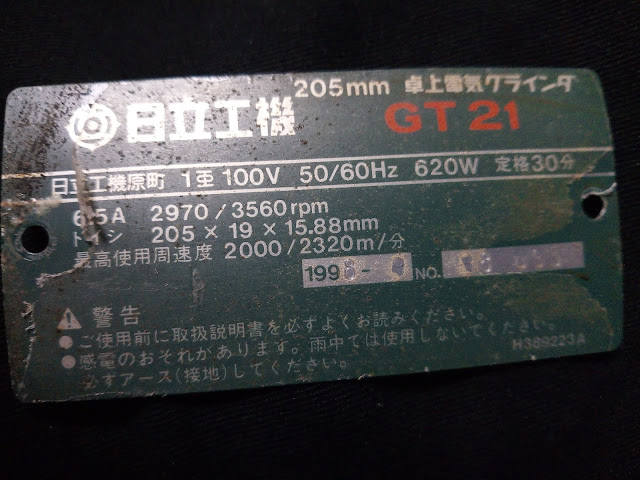 205mm 卓上電気グラインダ
日立工機 GT 21
日立工機原町 1〒 100V 50/60Hz 620W 定格30分
6.5A 2970/3560rpm
トイシ 205×19×15.88mm
最高使用周速度 2000/2320m/分
199 - NO.
⚠ 警告
●ご使用前に取扱説明書を必ずよくお読みください。
●感電のおそれがあります。雨中では使用しないでください。
必ずアース(接地)してください。
H389223A